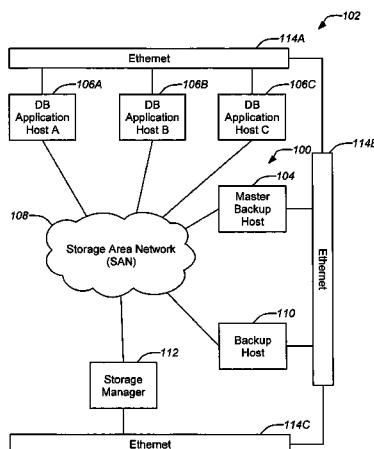 114A
102
Ethernet
106A
106B
106C
DB
Application
Host A
DB
Application
Host B
DB
Application
Host C
100
114B
104
108
Master
Backup
Host
Storage Area Network
(SAN)
Ethernet
110
Backup
Host
112
Storage
Manager
114C
Ethernet